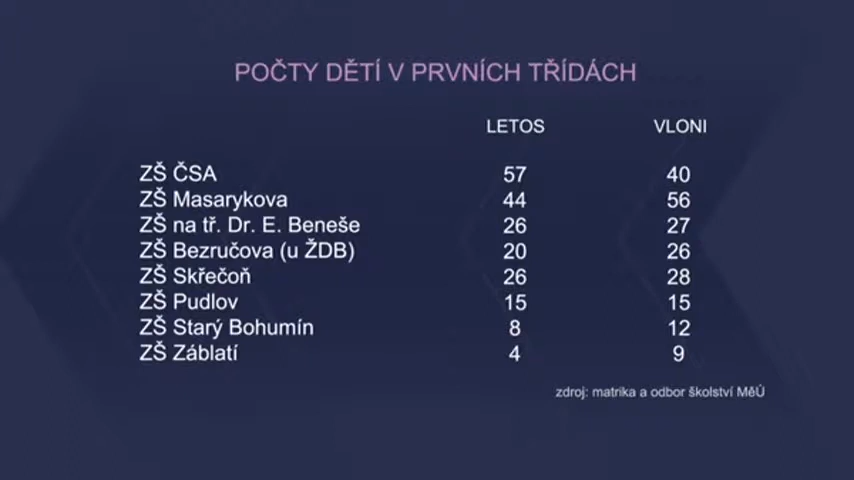 POČTY DĚTÍ V PRVNÍCH TŘÍDÁCH
LETOS VLONI
ZŠ ČSA 57 40
ZŠ Masarykova 44 56
ZŠ na tř. Dr. E. Beneše 26 27
ZŠ Bezručova (u ŽDB) 20 26
ZŠ Skřečoň 26 28
ZŠ Pudlov 15 15
ZŠ Starý Bohumín 8 12
ZŠ Záblatí 4 9
zdroj: matrika a odbor školství MěÚ